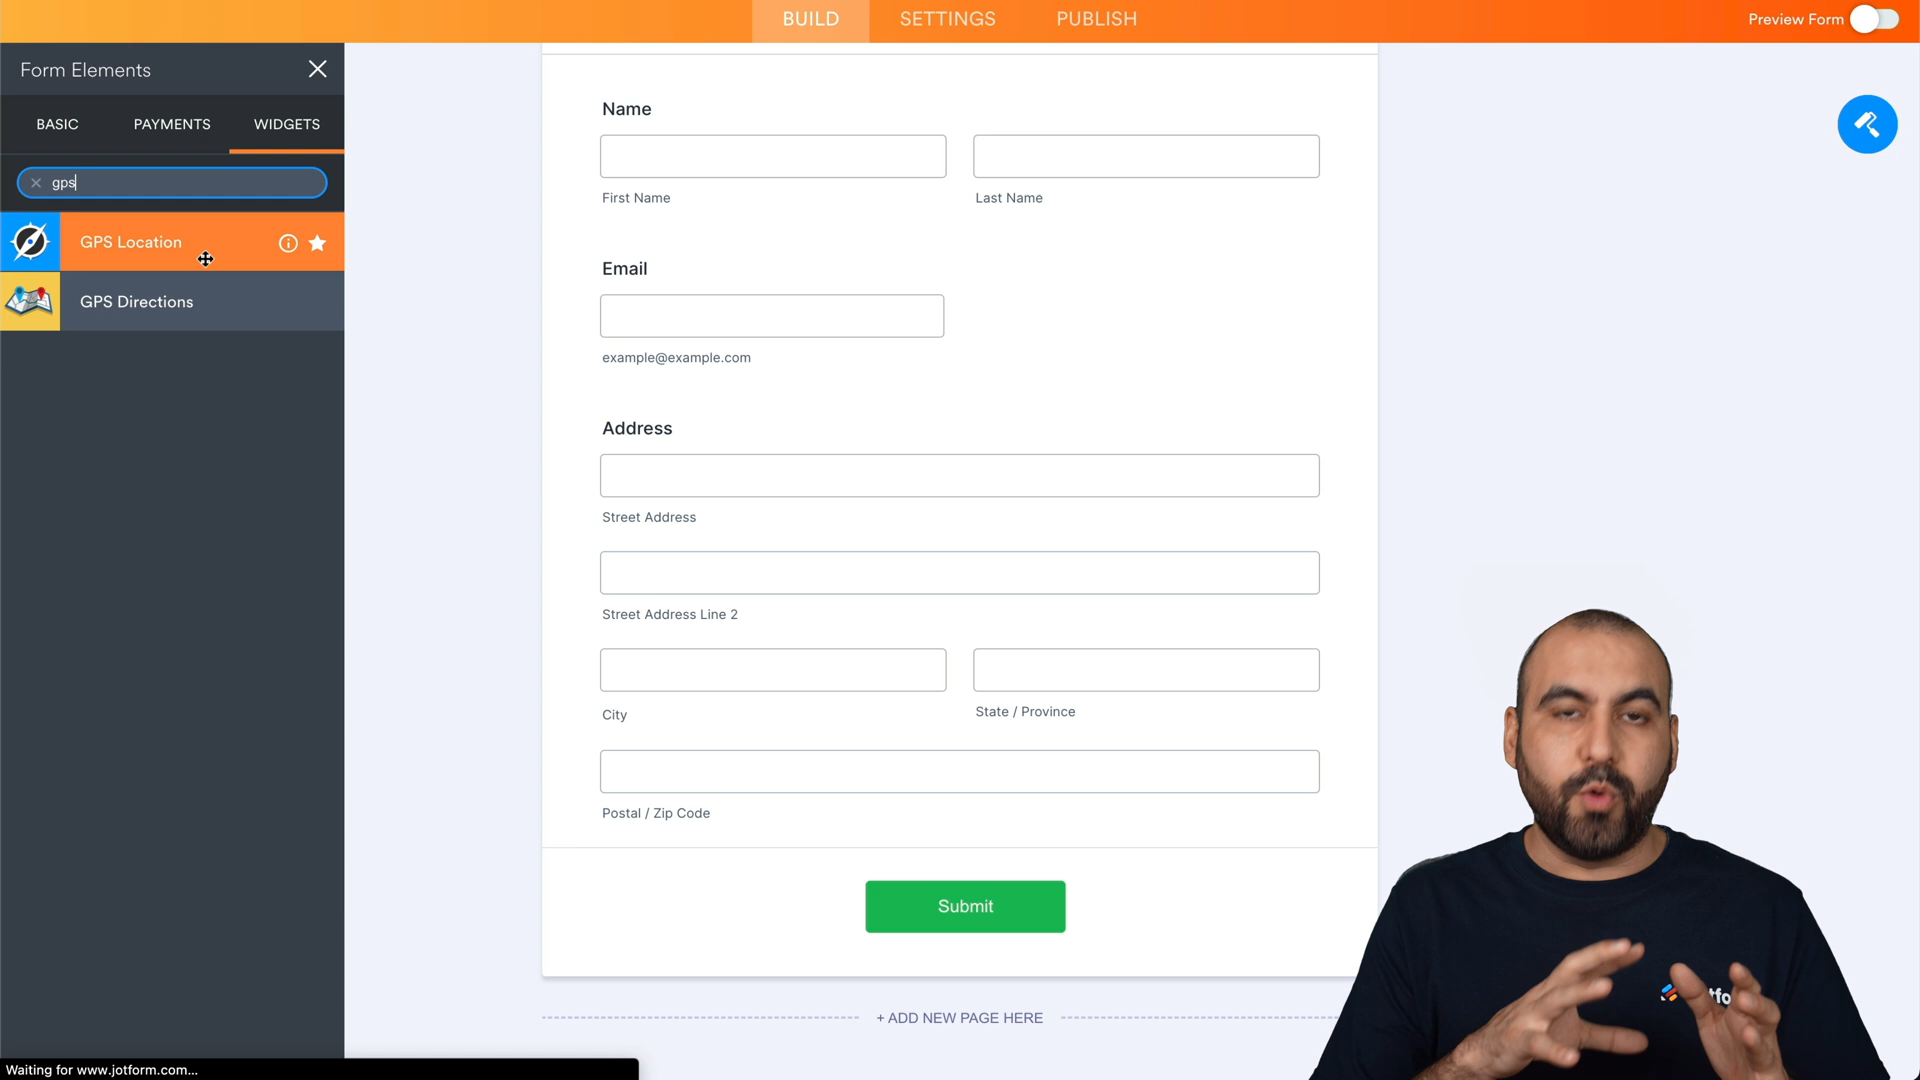 BUILD SETTINGS PUBLISH Preview Form
Form Elements
BASIC PAYMENTS WIDGETS
gps
GPS Location
GPS Directions
Name
First Name Last Name
Email
example@example.com
Address
Street Address
Street Address Line 2
City State / Province
Postal / Zip Code
Submit
+ ADD NEW PAGE HERE
Waiting for www.jotform.com...